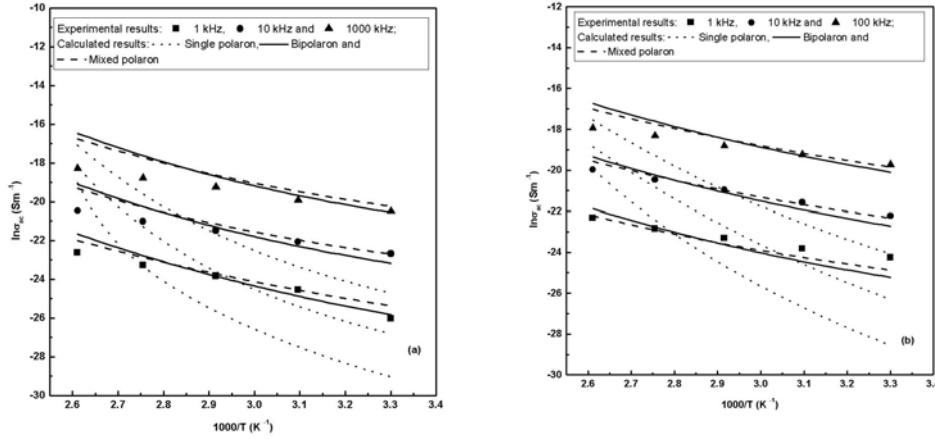 Experimental results: 1 kHz, 10 kHz and 1000 kHz;
Calculated results: Single polaron, Bipolaron and
Mixed polaron
-10
-12
-14
-16
-18
-20
-22
-24
-26
-28
-30
lnσac (Sm⁻¹)
(a)
2.6 2.7 2.8 2.9 3.0 3.1 3.2 3.3 3.4
1000/T (K⁻¹)
Experimental results: 1 kHz, 10 kHz and 100 kHz;
Calculated results: Single polaron, Bipolaron and
Mixed polaron
-12
-14
-16
-18
-20
-22
-24
-26
-28
-30
lnσac (Sm⁻¹)
(b)
2.6 2.7 2.8 2.9 3.0 3.1 3.2 3.3 3.4
1000/T (K⁻¹)